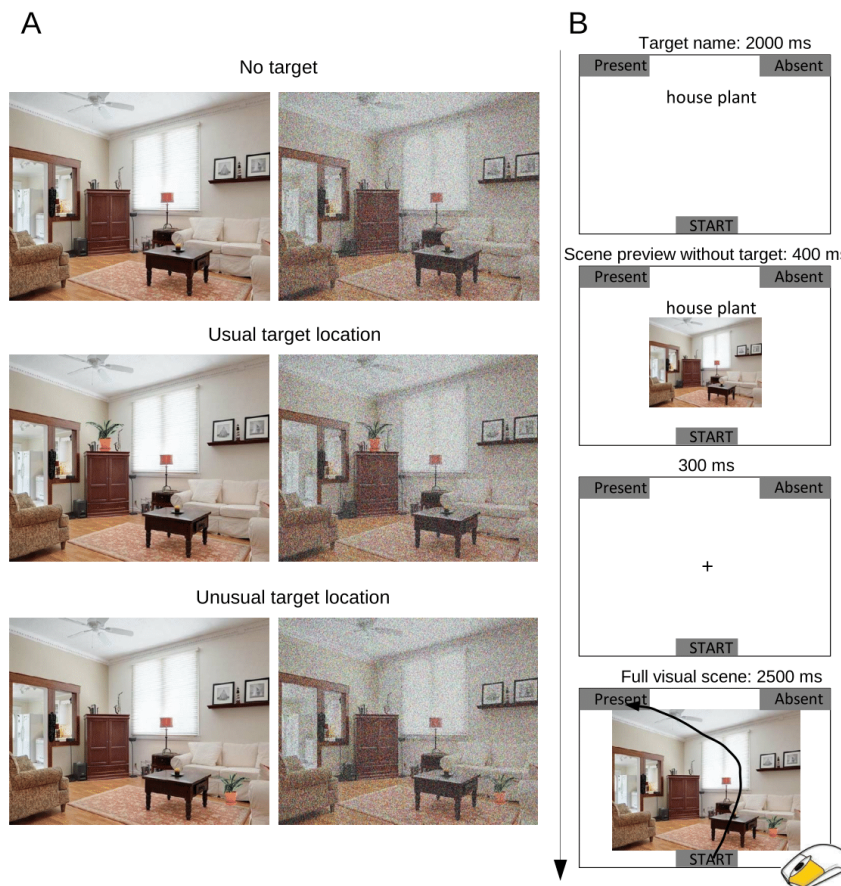 A
No target
Usual target location
Unusual target location
B
Target name: 2000 ms
Present Absent
house plant
START
Scene preview without target: 400 ms
Present Absent
house plant
START
300 ms
Present Absent
+
START
Full visual scene: 2500 ms
Present Absent
START